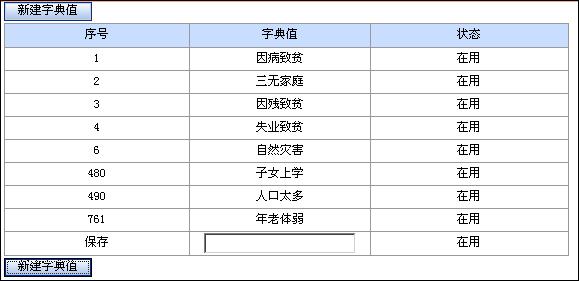 新建字典值
序号 字典值 状态
1 因病致贫 在用
2 三无家庭 在用
3 因残致贫 在用
4 失业致贫 在用
6 自然灾害 在用
480 子女上学 在用
490 人口太多 在用
761 年老体弱 在用
保存 在用
新建字典值